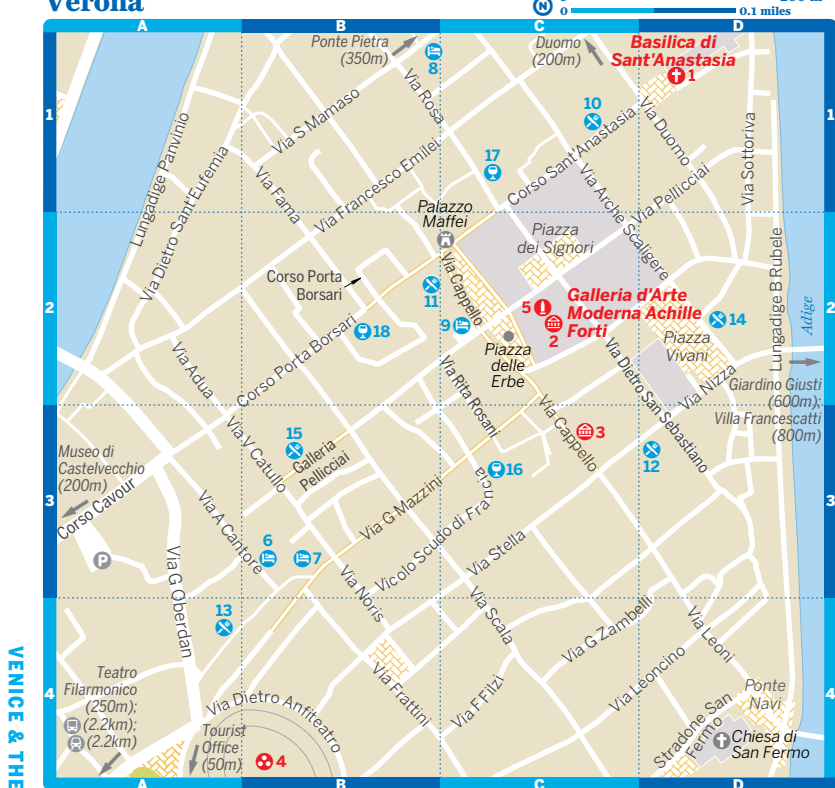 Verona
N
0
0
0.1 miles
A
B
C
D
1
1
2
2
3
3
4
4
A
B
C
D
Ponte Pietra
(350m)
8
Duomo
(200m)
Basilica di
Sant'Anastasia
1
Via Rosa
10
Via S Mamaso
Corso Sant'Anastasia
Via Duomo
Via Sottoriva
Lungadige Panvinio
Via Dietro Sant'Eufemia
Via Fama
Via Francesco Emilei
17
Via Arche Scaligere
Via Pellicciai
Palazzo
Maffei
Piazza
dei Signori
Corso Porta
Borsari
11
Via Cappello
5
2
Galleria d'Arte
Moderna Achille
Forti
14
Lungadige B Rubele
Adige
9
18
Corso Porta Borsari
Via Adua
Piazza
delle
Erbe
Piazza
Vivani
Via Dietro San Sebastiano
Via Nizza
Giardino Giusti
(600m);
Villa Francescatti
(800m)
Via Rita Rosani
Via Cappello
3
12
15
Galleria
Pellicciai
Via V Catullo
16
Museo di
Castelvecchio
(200m)
Corso Cavour
Via A Cantore
Via G Mazzini
Vicolo Scudo di Francia
Via Stella
6
7
P
Via G Oberdan
Via Noris
Via Scala
13
Via G Zambelli
Via Leoni
Via Leoncino
Teatro
Filarmonico
(250m);
(2.2km);
(2.2km)
Via Dietro Anfiteatro
Via Frattini
Via F Filzi
Ponte
Navi
Tourist
Office
(50m)
4
Stradone San
Fermo
Chiesa di
San Fermo
VENICE & THE